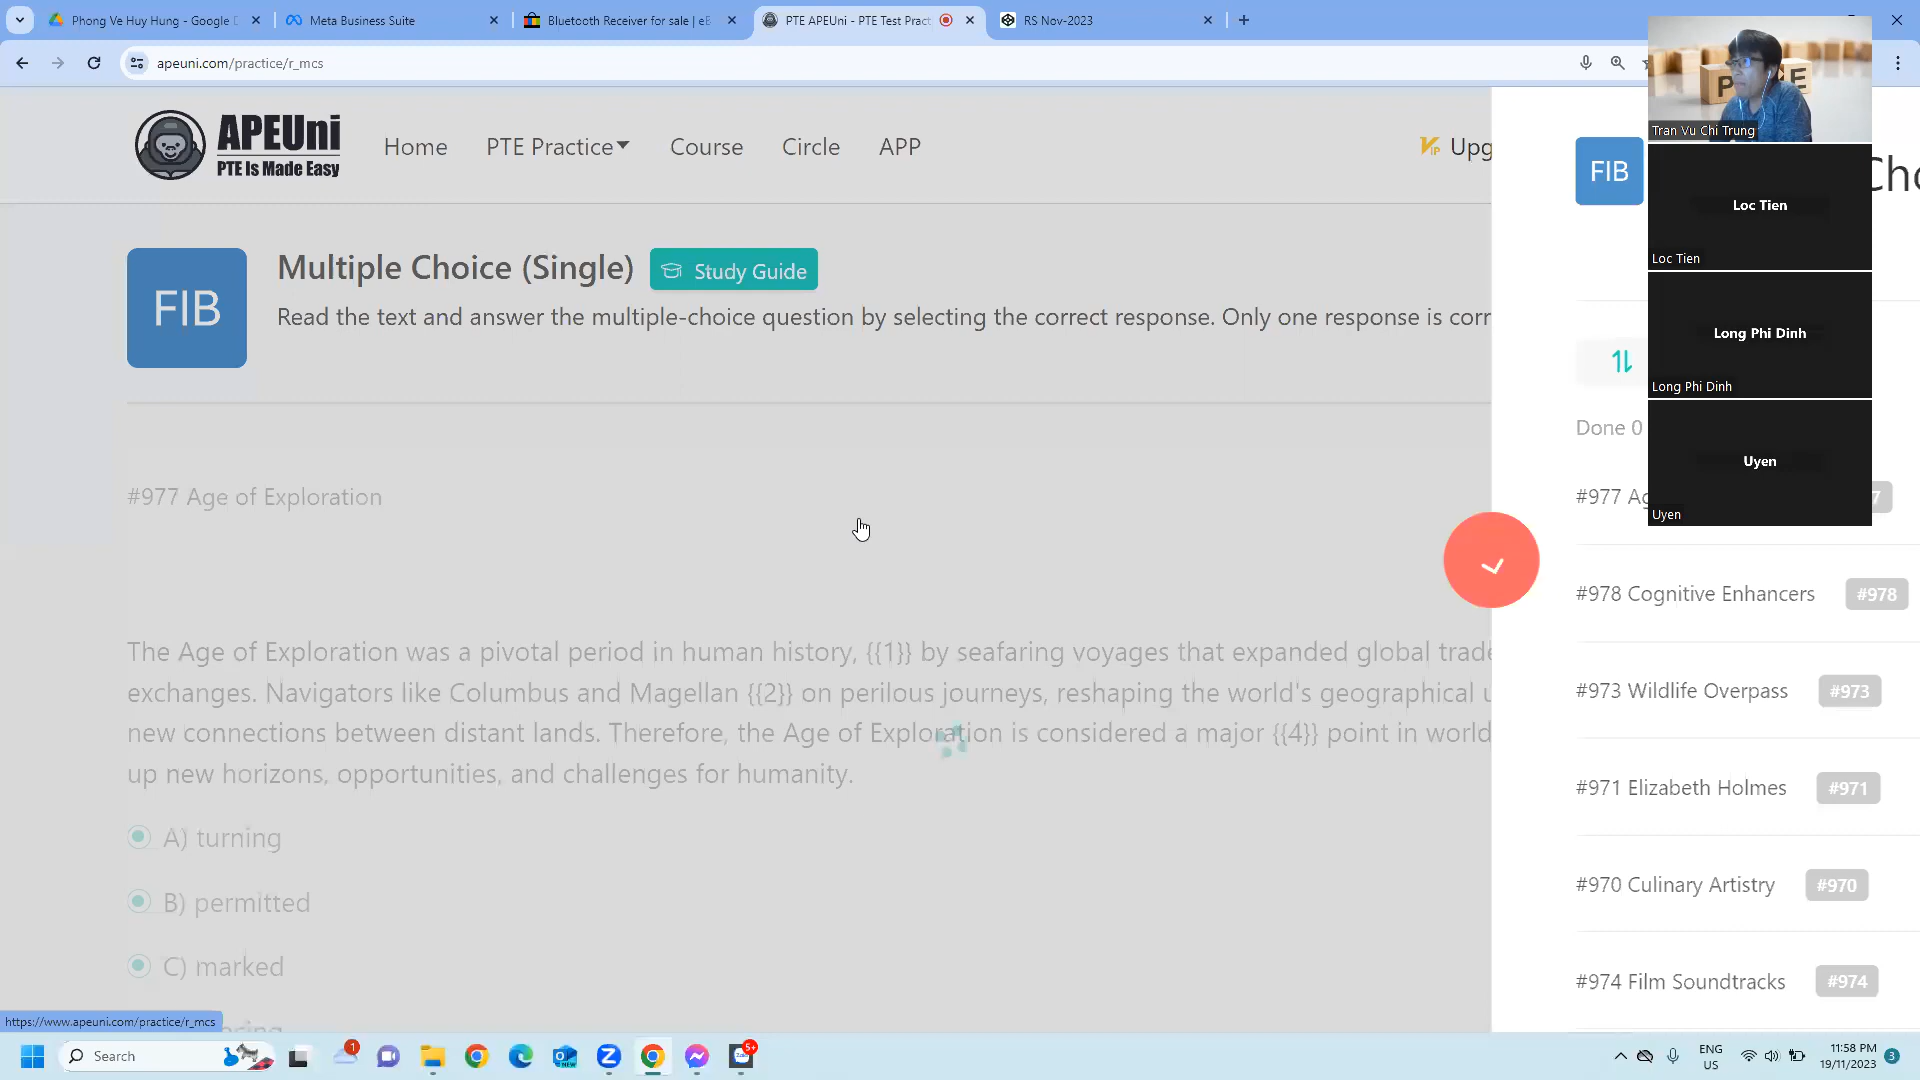 Phong Ve Huy Hung - Google D
Meta Business Suite
Bluetooth Receiver for sale | eB
PTE APEUni - PTE Test Pract
RS Nov-2023
apeuni.com/practice/r_mcs
APEUni
PTE Is Made Easy
Home
PTE Practice
Course
Circle
APP
VIP
Upg
FIB
Multiple Choice (Single)
Study Guide
Read the text and answer the multiple-choice question by selecting the correct response. Only one response is corr
#977 Age of Exploration
The Age of Exploration was a pivotal period in human history, {{1}} by seafaring voyages that expanded global trade
exchanges. Navigators like Columbus and Magellan {{2}} on perilous journeys, reshaping the world's geographical u
new connections between distant lands. Therefore, the Age of Exploration is considered a major {{4}} point in world
up new horizons, opportunities, and challenges for humanity.
A) turning
B) permitted
C) marked
https://www.apeuni.com/practice/r_mcs
FIB
Cho
Done 0
#977 Ag
7
#978 Cognitive Enhancers
#978
#973 Wildlife Overpass
#973
#971 Elizabeth Holmes
#971
#970 Culinary Artistry
#970
#974 Film Soundtracks
#974
Tran Vu Chi Trung
Loc Tien
Loc Tien
Long Phi Dinh
Long Phi Dinh
Uyen
Uyen
Search
1
NEW
Zalo
5+
ENG
US
11:58 PM
19/11/2023
3